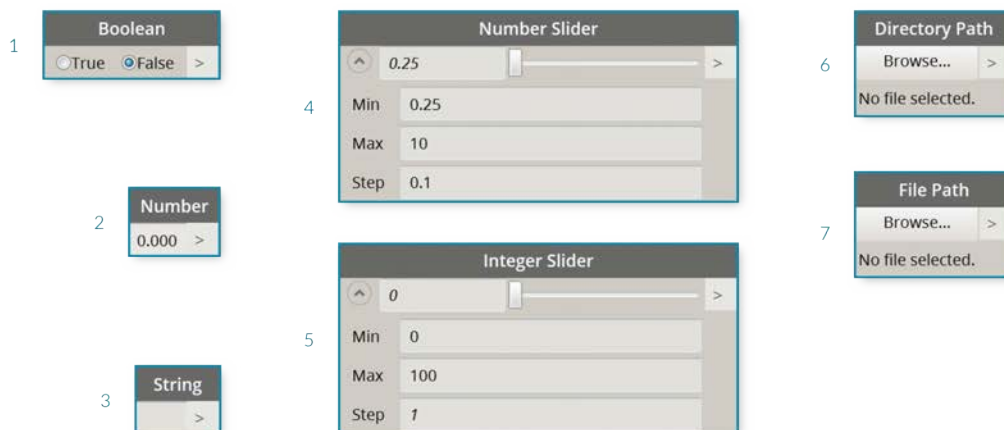 1
Boolean
True False >
2
Number
0.000 >
3
String
>
4
Number Slider
0.25 >
Min 0.25
Max 10
Step 0.1
5
Integer Slider
0 >
Min 0
Max 100
Step 1
6
Directory Path
Browse... >
No file selected.
7
File Path
Browse... >
No file selected.